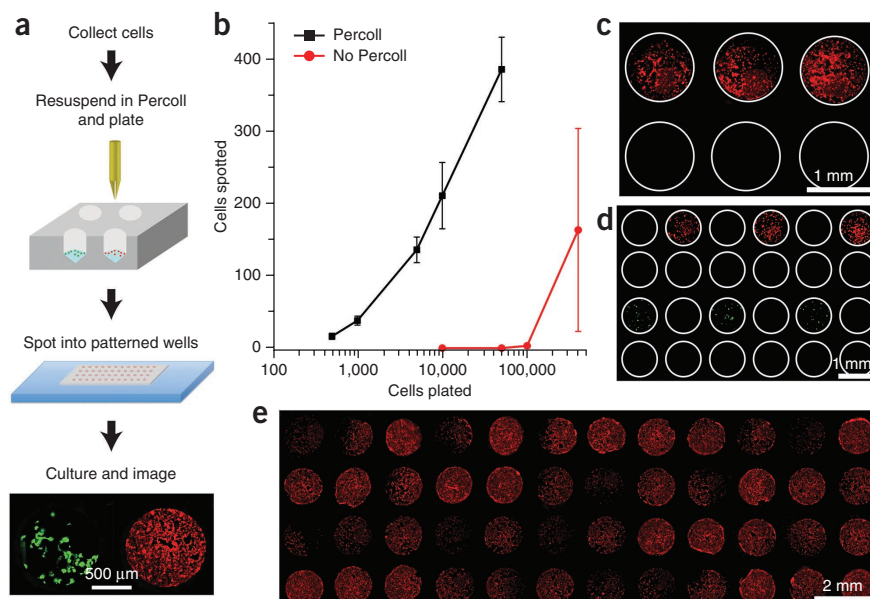 a
Collect cells
Resuspend in Percoll
and plate
Spot into patterned wells
Culture and image
500 μm
b
Percoll
No Percoll
Cells spotted
400
300
200
100
0
100
1,000
10,000
100,000
Cells plated
c
1 mm
d
1 mm
e
2 mm